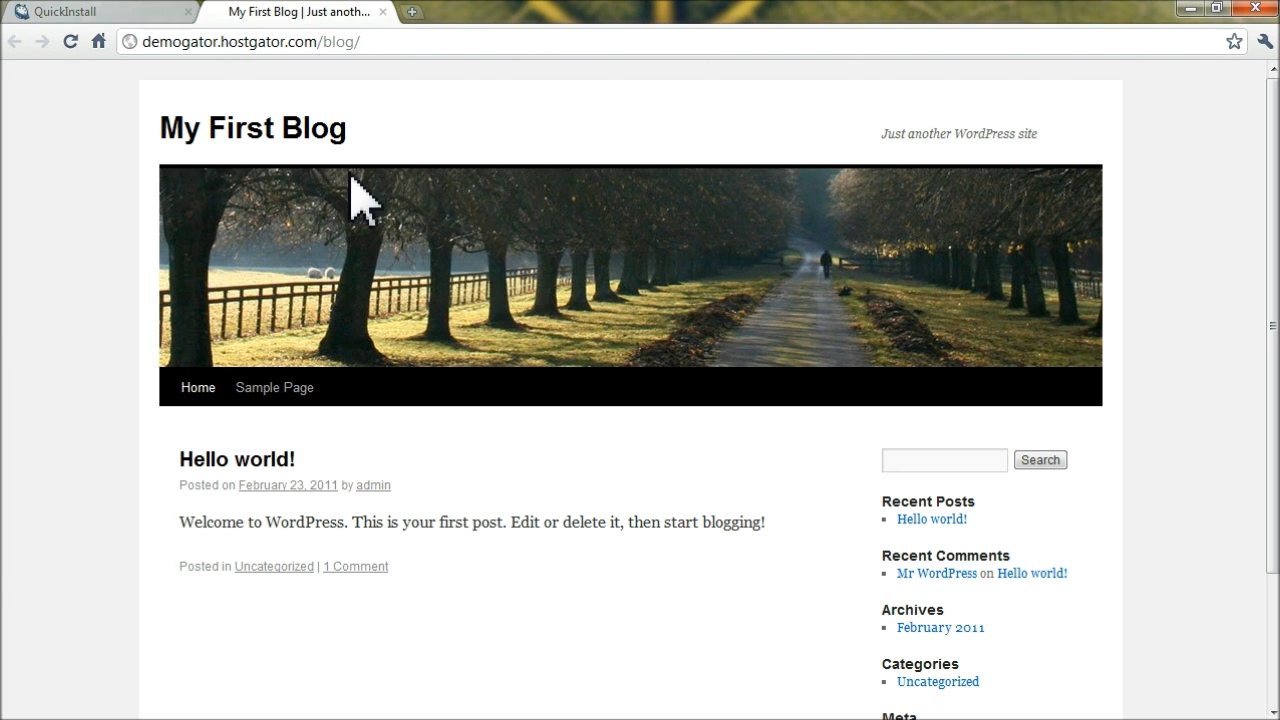 QuickInstall
My First Blog | Just anoth...
demogator.hostgator.com/blog/
My First Blog
Just another WordPress site
Home Sample Page
Hello world!
Posted on February 23, 2011 by admin
Welcome to WordPress. This is your first post. Edit or delete it, then start blogging!
Posted in Uncategorized | 1 Comment
Search
Recent Posts
Hello world!
Recent Comments
Mr WordPress on Hello world!
Archives
February 2011
Categories
Uncategorized
Meta